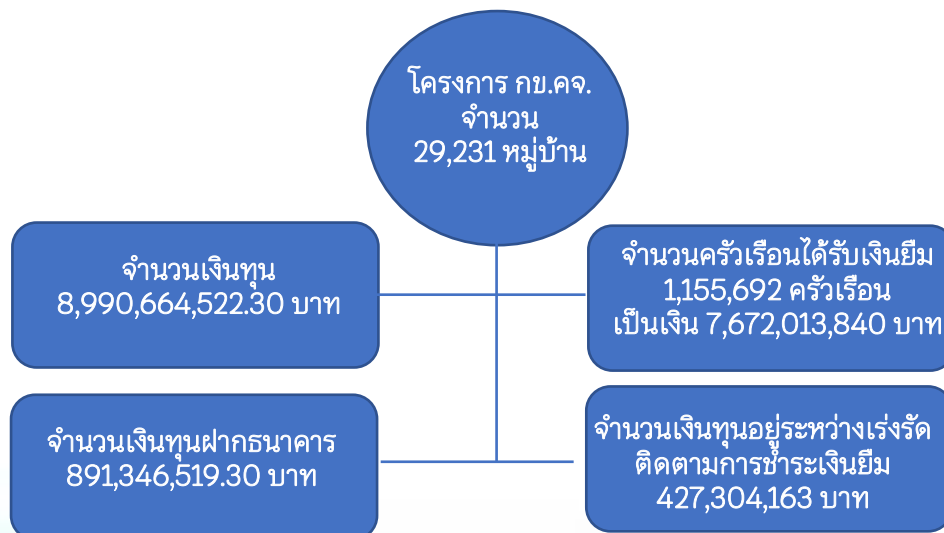 โครงการ กข.คจ.
จำนวน
29,231 หมู่บ้าน
จำนวนเงินทุน
8,990,664,522.30 บาท
จำนวนครัวเรือนได้รับเงินยืม
1,155,692 ครัวเรือน
เป็นเงิน 7,672,013,840 บาท
จำนวนเงินทุนฝากธนาคาร
891,346,519.30 บาท
จำนวนเงินทุนอยู่ระหว่างเร่งรัด
ติดตามการชำระเงินยืม
427,304,163 บาท